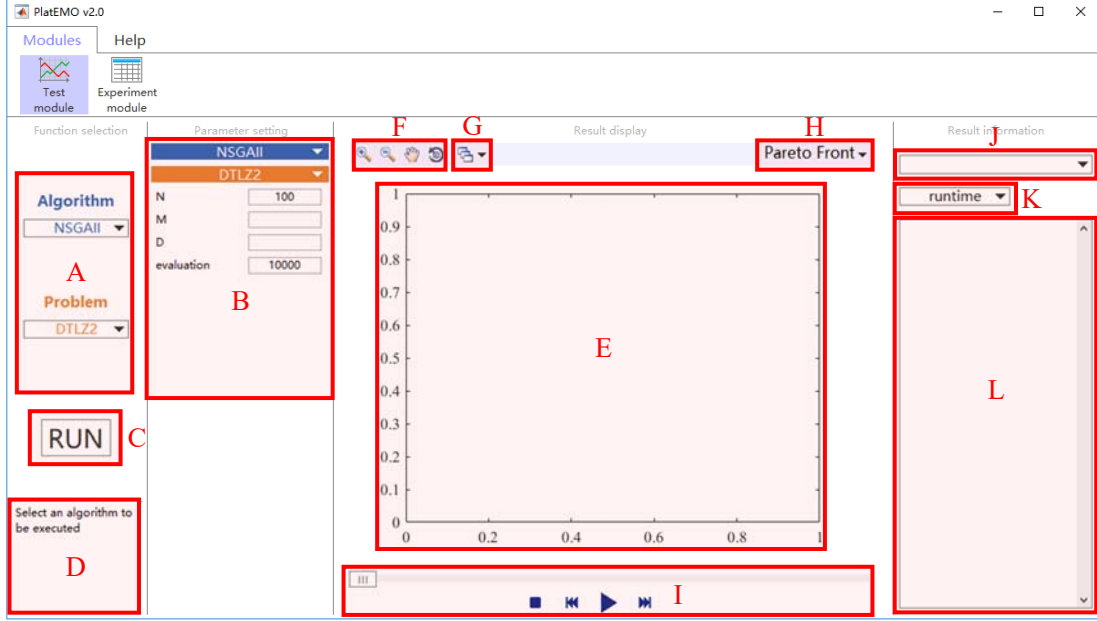 PlatEMO v2.0
Modules Help
Test module
Experiment module
Function selection
Parameter setting
Result display
Result information
F
G
H
J
Algorithm
NSGAII
A
Problem
DTLZ2
RUN
C
Select an algorithm to
be executed
D
NSGAII
DTLZ2
N 100
M
D
evaluation 10000
B
Pareto Front
1
0.9
0.8
0.7
0.6
0.5
0.4
0.3
0.2
0.1
0
0 0.2 0.4 0.6 0.8 1
E
I
runtime
K
L